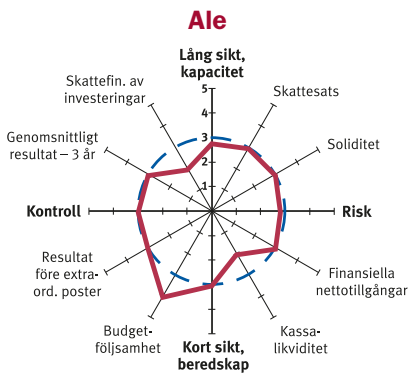 Ale
Lång sikt,
kapacitet
Skattefin. av
investeringar
Skattesats
Genomsnittligt
resultat – 3 år
Soliditet
5
4
3
2
1
Kontroll
Risk
Resultat
före extra-
ord. poster
Finansiella
nettotillgångar
Budget-
följsamhet
Kassa-
likviditet
Kort sikt,
beredskap